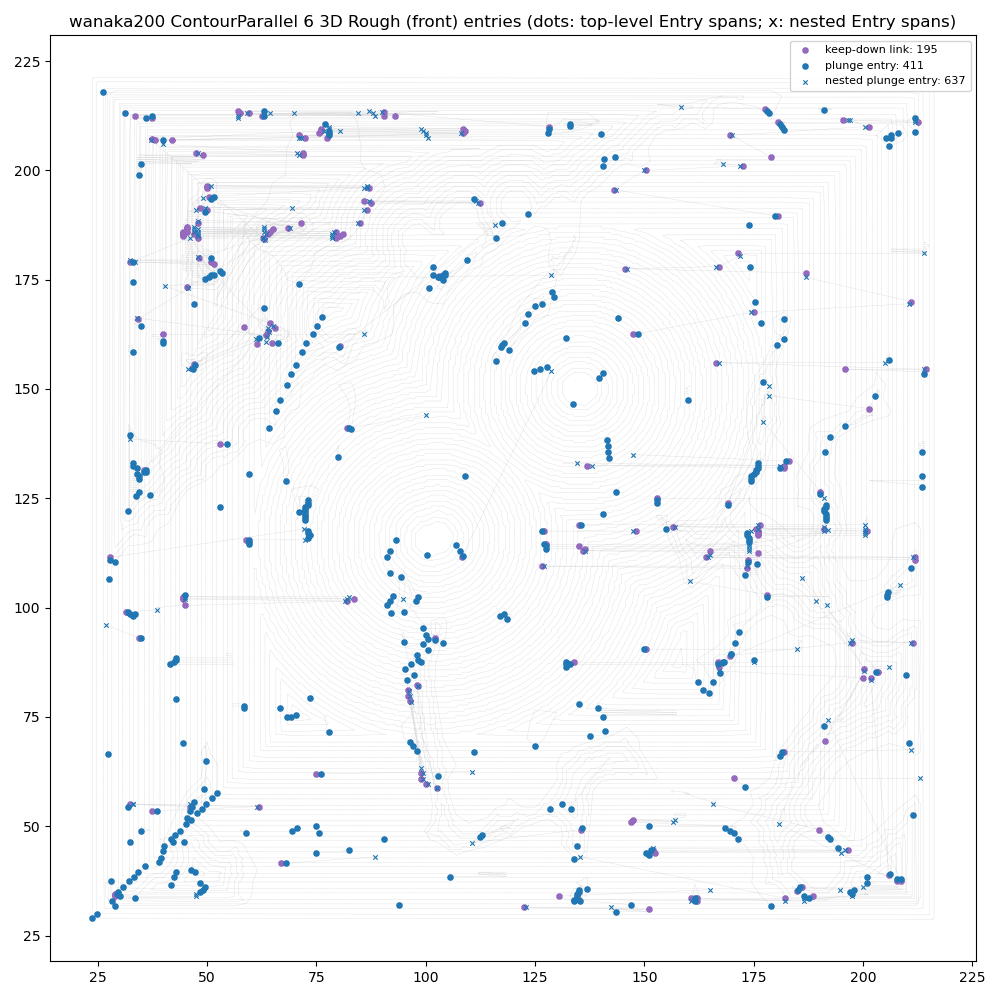 wanaka200 ContourParallel 6 3D Rough (front) entries (dots: top-level Entry spans; x: nested Entry spans)
keep-down link: 195
plunge entry: 411
nested plunge entry: 637
225
200
175
150
125
100
75
50
25
25 50 75 100 125 150 175 200 225